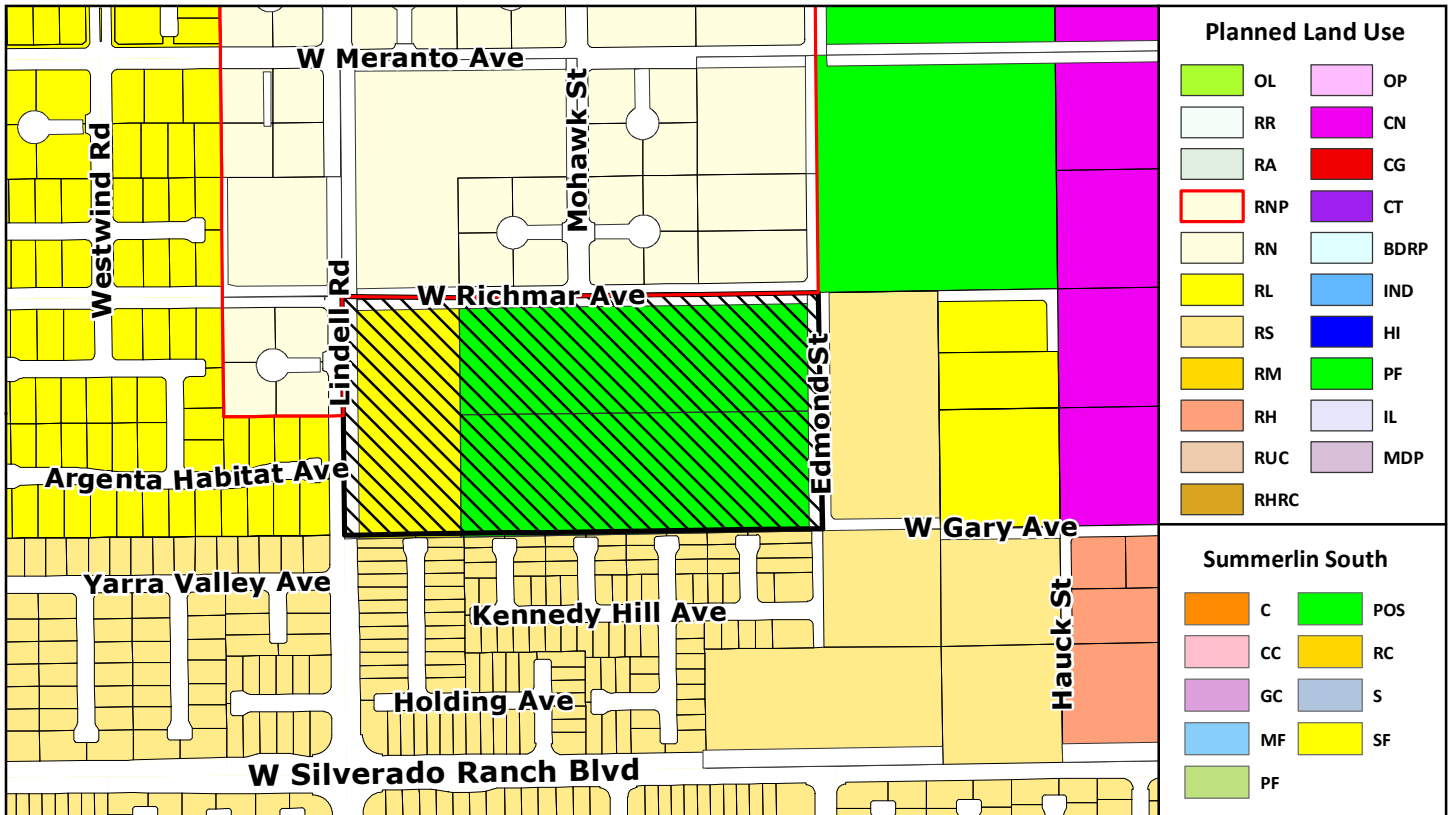 W Meranto Ave
Mohawk St
Westwind Rd
Lindell Rd
W Richmar Ave
Edmond St
Argenta Habitat Ave
W Gary Ave
Yarra Valley Ave
Kennedy Hill Ave
Hauck St
Holding Ave
W Silverado Ranch Blvd
Planned Land Use
OL
RR
RA
RNP
RN
RL
RS
RM
RH
RUC
RHRC
OP
CN
CG
CT
BDRP
IND
HI
PF
IL
MDP
Summerlin South
C
CC
GC
MF
PF
POS
RC
S
SF